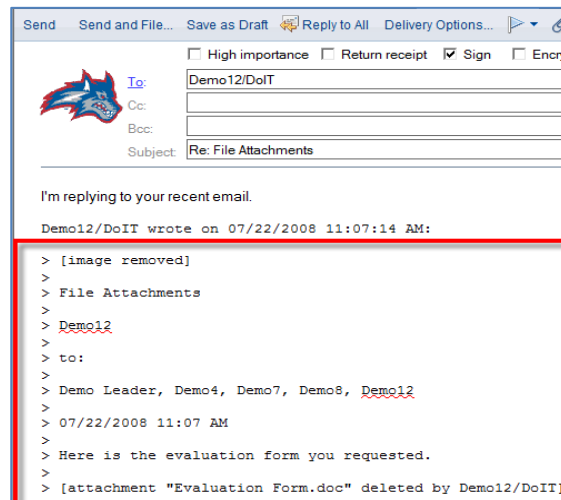 Send Send and File... Save as Draft Reply to All Delivery Options...
High importance Return receipt Sign Encry
To: Demo12/DoIT
Cc:
Bcc:
Subject: Re: File Attachments
I'm replying to your recent email.
Demo12/DoIT wrote on 07/22/2008 11:07:14 AM:
> [image removed]
>
> File Attachments
>
> Demo12
>
> to:
>
> Demo Leader, Demo4, Demo7, Demo8, Demo12
>
> 07/22/2008 11:07 AM
>
> Here is the evaluation form you requested.
>
> [attachment "Evaluation Form.doc" deleted by Demo12/DoIT]